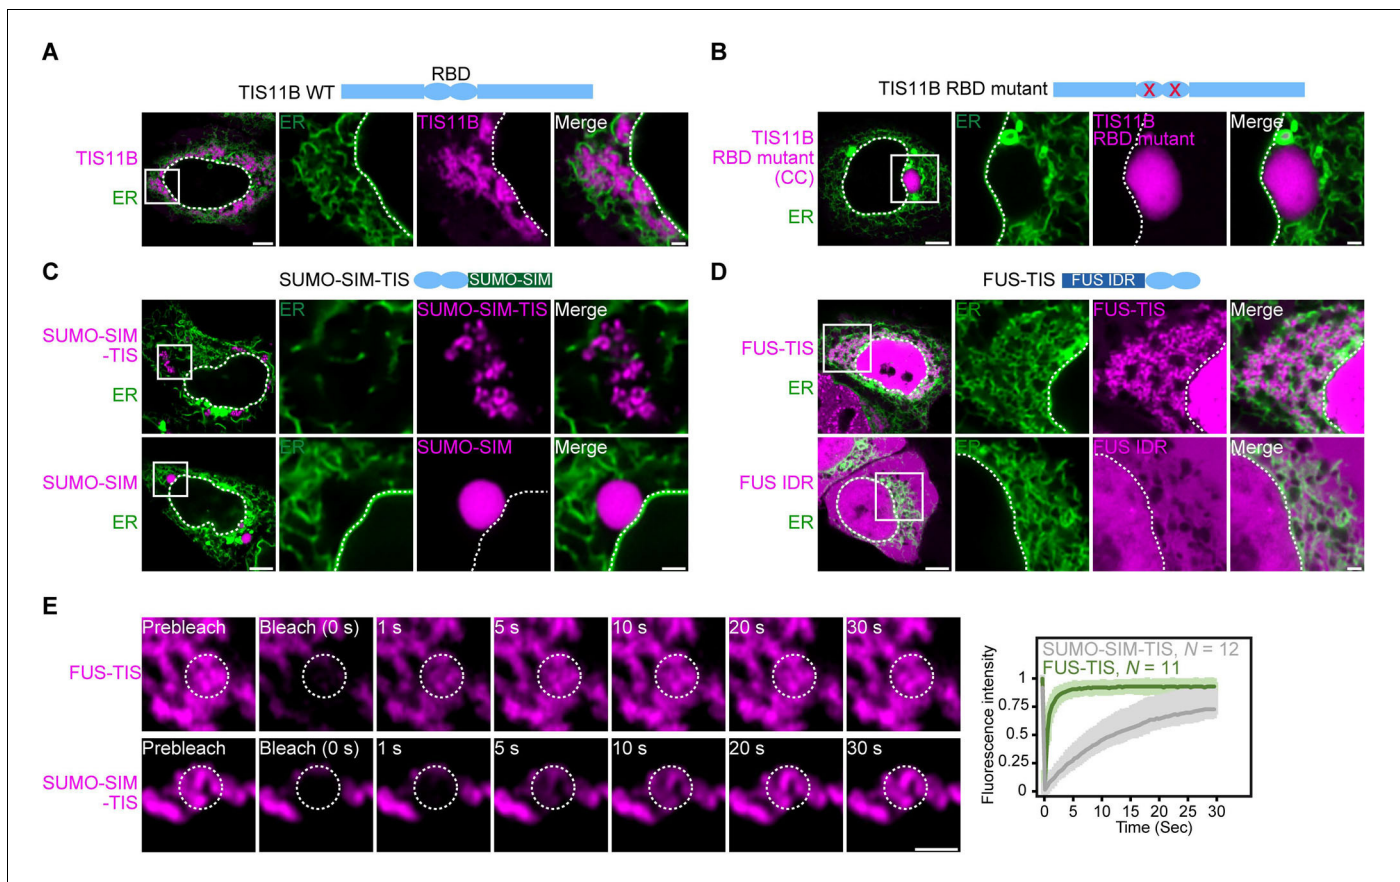 A
RBD
TIS11B WT
TIS11B
ER
ER
TIS11B
Merge
B
TIS11B RBD mutant
X X
TIS11B
RBD mutant
(CC)
ER
ER
TIS11B
RBD mutant
Merge
C
SUMO-SIM-TIS
SUMO-SIM
SUMO-SIM
-TIS
ER
ER
SUMO-SIM-TIS
Merge
SUMO-SIM
ER
ER
SUMO-SIM
Merge
D
FUS-TIS
FUS IDR
FUS-TIS
ER
ER
FUS-TIS
Merge
FUS IDR
ER
ER
FUS IDR
Merge
E
FUS-TIS
Prebleach
Bleach (0 s)
1 s
5 s
10 s
20 s
30 s
SUMO-SIM
-TIS
Prebleach
Bleach (0 s)
1 s
5 s
10 s
20 s
30 s
SUMO-SIM-TIS, N = 12
FUS-TIS, N = 11
Fluorescence intensity
1
0.75
0.5
0.25
0
0 5 10 15 20 25 30
Time (Sec)